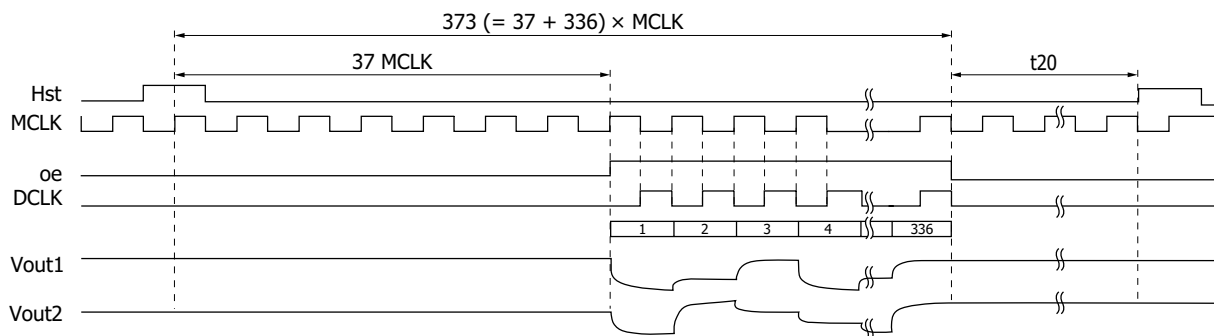 373 (= 37 + 336) × MCLK
37 MCLK
t20
Hst
MCLK
oe
DCLK
1 2 3 4 336
Vout1
Vout2